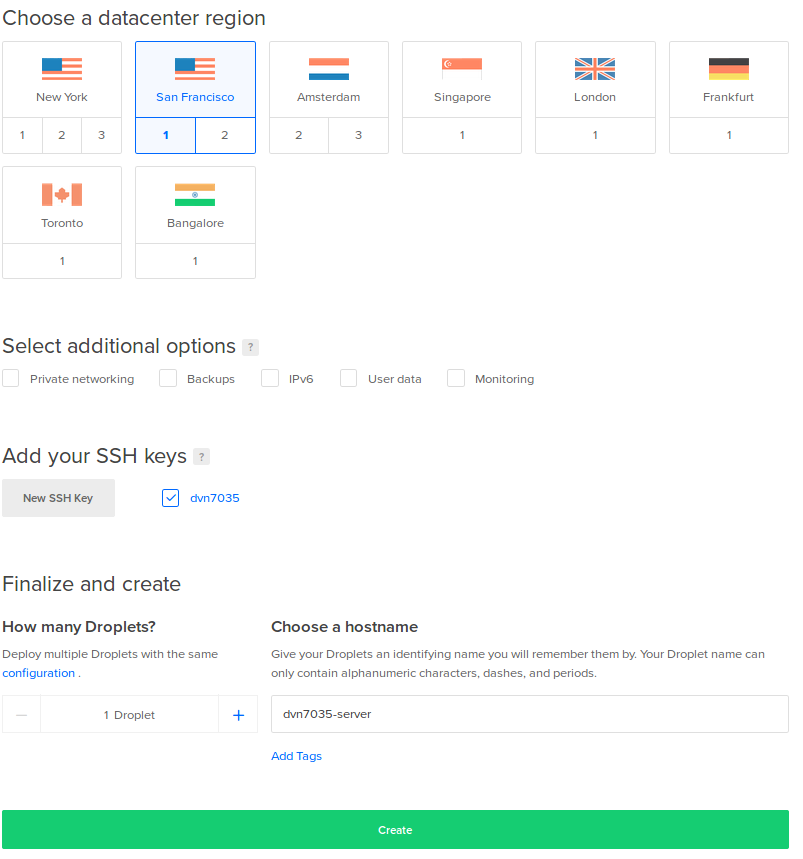 Choose a datacenter region
New York San Francisco Amsterdam Singapore London Frankfurt
1 2 3 1 2 2 3 1 1 1
Toronto Bangalore
1 1
Select additional options ?
Private networking Backups IPv6 User data Monitoring
Add your SSH keys ?
New SSH Key dvn7035
Finalize and create
How many Droplets?
Deploy multiple Droplets with the same
configuration .
1 Droplet
Choose a hostname
Give your Droplets an identifying name you will remember them by. Your Droplet name can
only contain alphanumeric characters, dashes, and periods.
dvn7035-server
Add Tags
Create